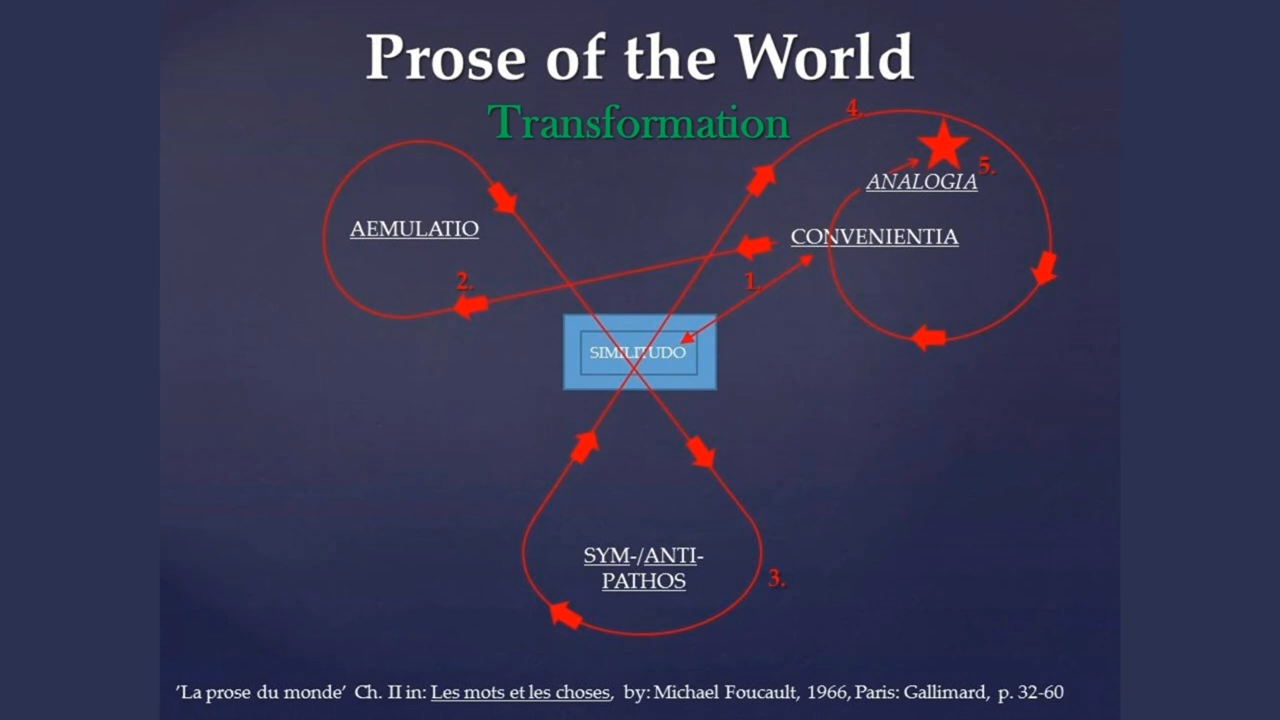 Prose of the World
Transformation
4.
5.
ANALOGIA
AEMULATIO
CONVENIENTIA
2.
1.
SIMILITUDO
SYM-/ANTI-
PATHOS
3.
’La prose du monde’ Ch. II in: Les mots et les choses, by: Michael Foucault, 1966, Paris: Gallimard, p. 32-60